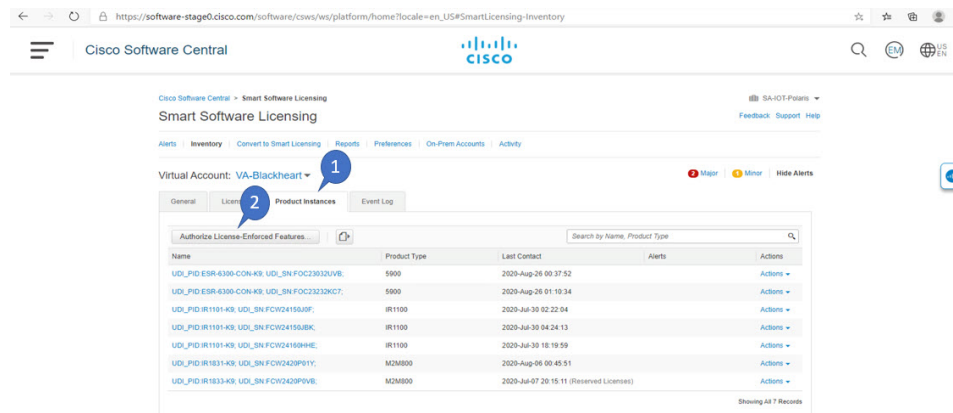 https://software-stage0.cisco.com/software/csws/ws/platform/home?locale=en_US#SmartLicensing-Inventory
Cisco Software Central
CISCO
EM
US
EN
Cisco Software Central > Smart Software Licensing
SA-IOT-Polaris
Smart Software Licensing
Feedback Support Help
Alerts | Inventory | Convert to Smart Licensing | Reports | Preferences | On-Prem Accounts | Activity
1
Virtual Account: VA-Blackheart
2 Major | 1 Minor | Hide Alerts
General Licen 2 Product Instances Event Log
Authorize License-Enforced Features...
Search by Name, Product Type
Name Product Type Last Contact Alerts Actions
UDI_PID:ESR-6300-CON-K9; UDI_SN:FOC23032UVB; 5900 2020-Aug-26 00:37:52 Actions
UDI_PID:ESR-6300-CON-K9; UDI_SN:FOC23232KC7; 5900 2020-Aug-26 01:10:34 Actions
UDI_PID:IR1101-K9; UDI_SN:FCW24150J0F; IR1100 2020-Jul-30 02:22:04 Actions
UDI_PID:IR1101-K9; UDI_SN:FCW24150JBK; IR1100 2020-Jul-30 04:24:13 Actions
UDI_PID:IR1101-K9; UDI_SN:FCW24160HHE; IR1100 2020-Jul-30 18:19:59 Actions
UDI_PID:IR1831-K9; UDI_SN:FCW2420P01Y; M2M800 2020-Aug-06 00:45:51 Actions
UDI_PID:IR1833-K9; UDI_SN:FCW2420P0VB; M2M800 2020-Jul-07 20:15:11 (Reserved Licenses) Actions
Showing All 7 Records